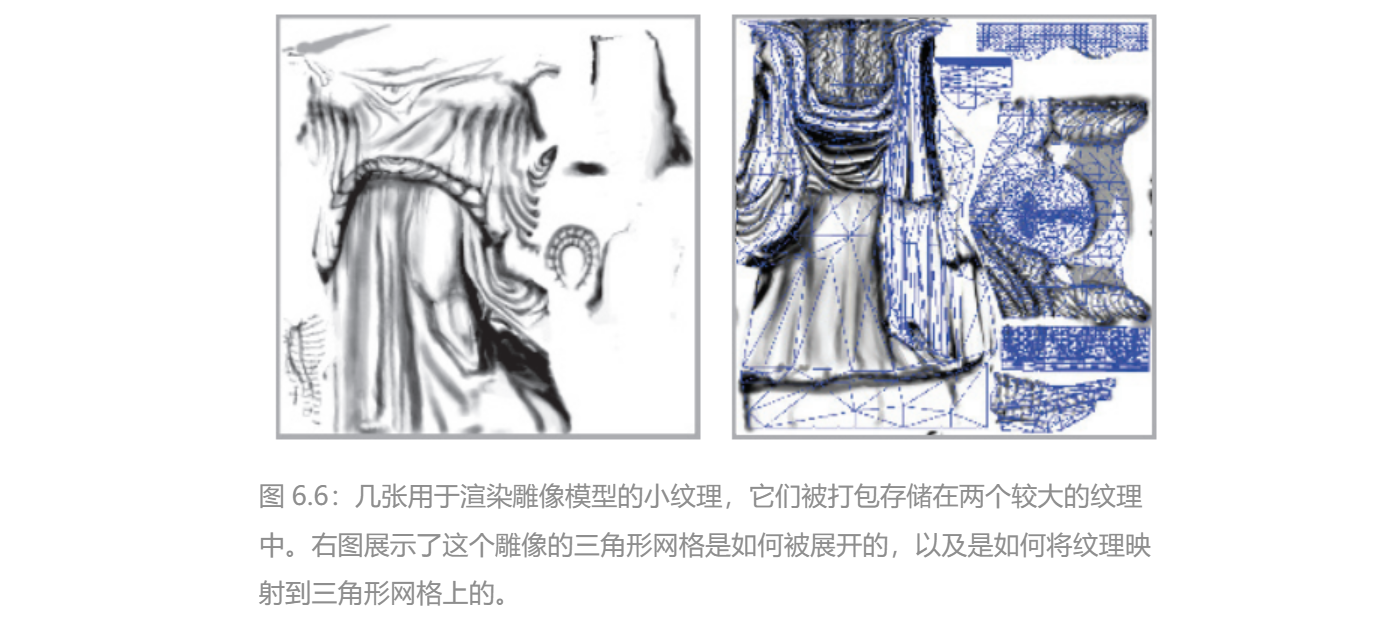 图 6.6：几张用于渲染雕像模型的小纹理，它们被打包存储在两个较大的纹理
中。右图展示了这个雕像的三角形网格是如何被展开的，以及是如何将纹理映
射到三角形网格上的。